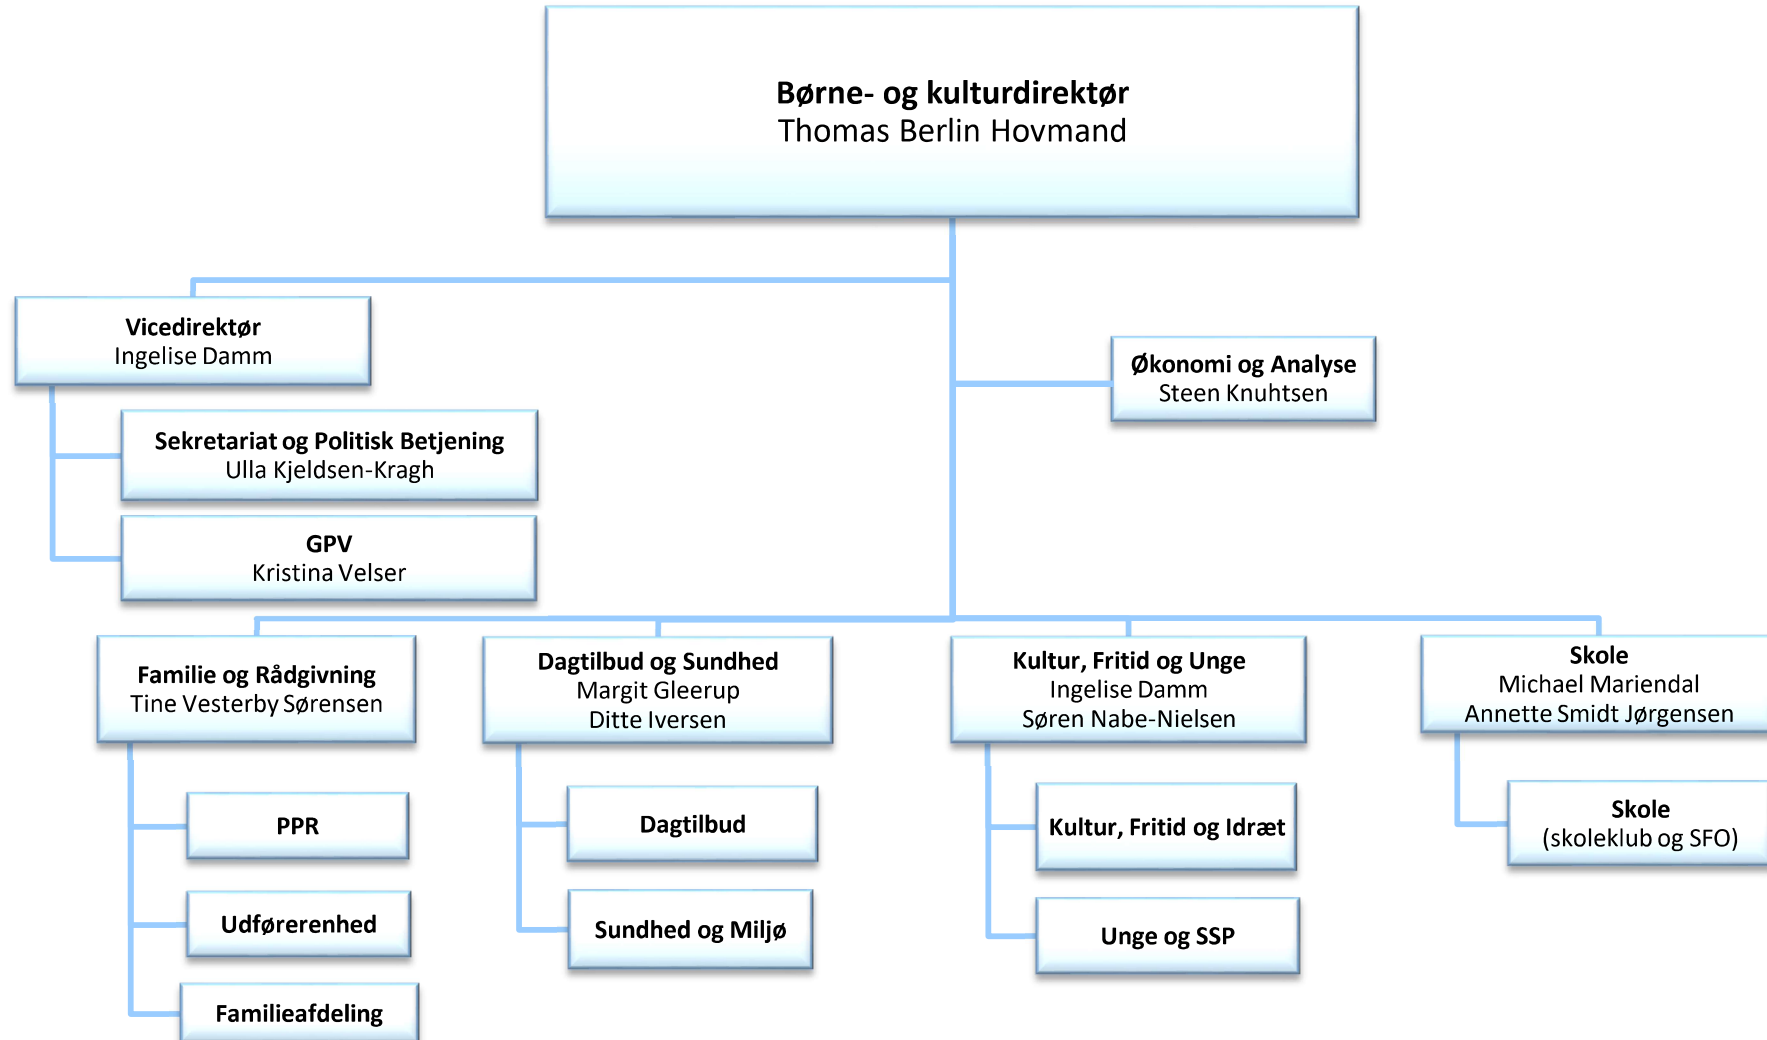 Børne- og kulturdirektør
Thomas Berlin Hovmand
Vicedirektør
Ingelise Damm
Økonomi og Analyse
Steen Knuhtsen
Sekretariat og Politisk Betjening
Ulla Kjeldsen-Kragh
GPV
Kristina Velser
Familie og Rådgivning
Tine Vesterby Sørensen
PPR
Udførerenhed
Familieafdeling
Dagtilbud og Sundhed
Margit Gleerup
Ditte Iversen
Dagtilbud
Sundhed og Miljø
Kultur, Fritid og Unge
Ingelise Damm
Søren Nabe-Nielsen
Kultur, Fritid og Idræt
Unge og SSP
Skole
Michael Mariendal
Annette Smidt Jørgensen
Skole
(skoleklub og SFO)